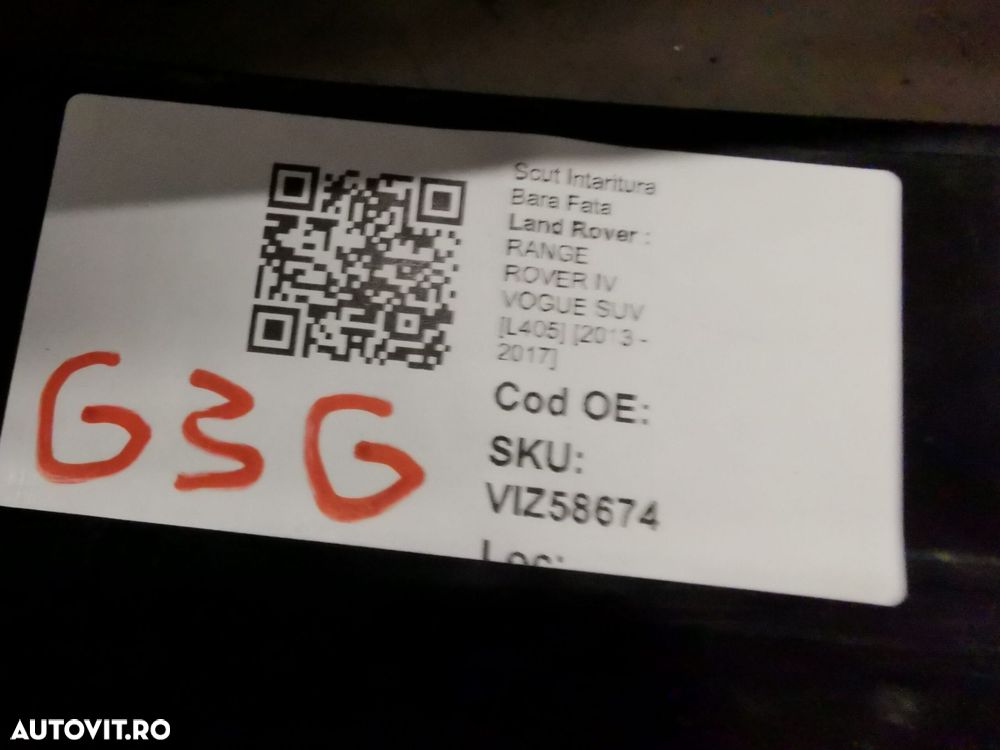 Scut Intaritura
Bara Fata
Land Rover :
RANGE
ROVER IV
VOGUE SUV
[L405] [2013 -
2017]
Cod OE:
SKU:
VIZ58674
Loc:
G3G
AUTOVIT.RO